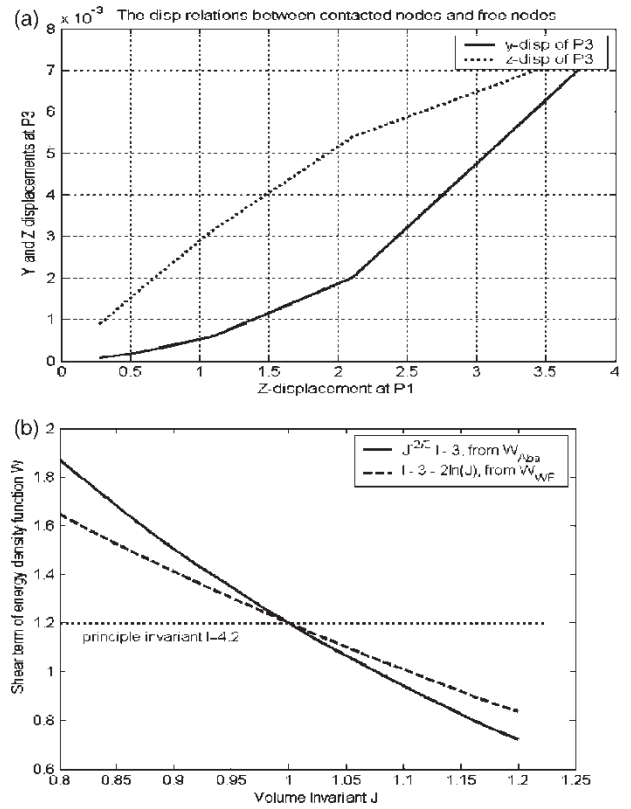 (a) The disp relations between contacted nodes and free nodes
× 10⁻³
8
7
6
5
4
3
2
1
0
y-disp of P3
z-disp of P3
Y and Z displacements at P3
0 0.5 1 1.5 2 2.5 3 3.5 4
Z-displacement at P1
(b)
2
1.8
1.6
1.4
1.2
1
0.8
0.6
I - 3, from W
I - 3 - 2ln(J), from W
Shear term of energy density function W
principle invariant I=4.2
0.8 0.85 0.9 0.95 1 1.05 1.1 1.15 1.2 1.25
Volume Invariant J